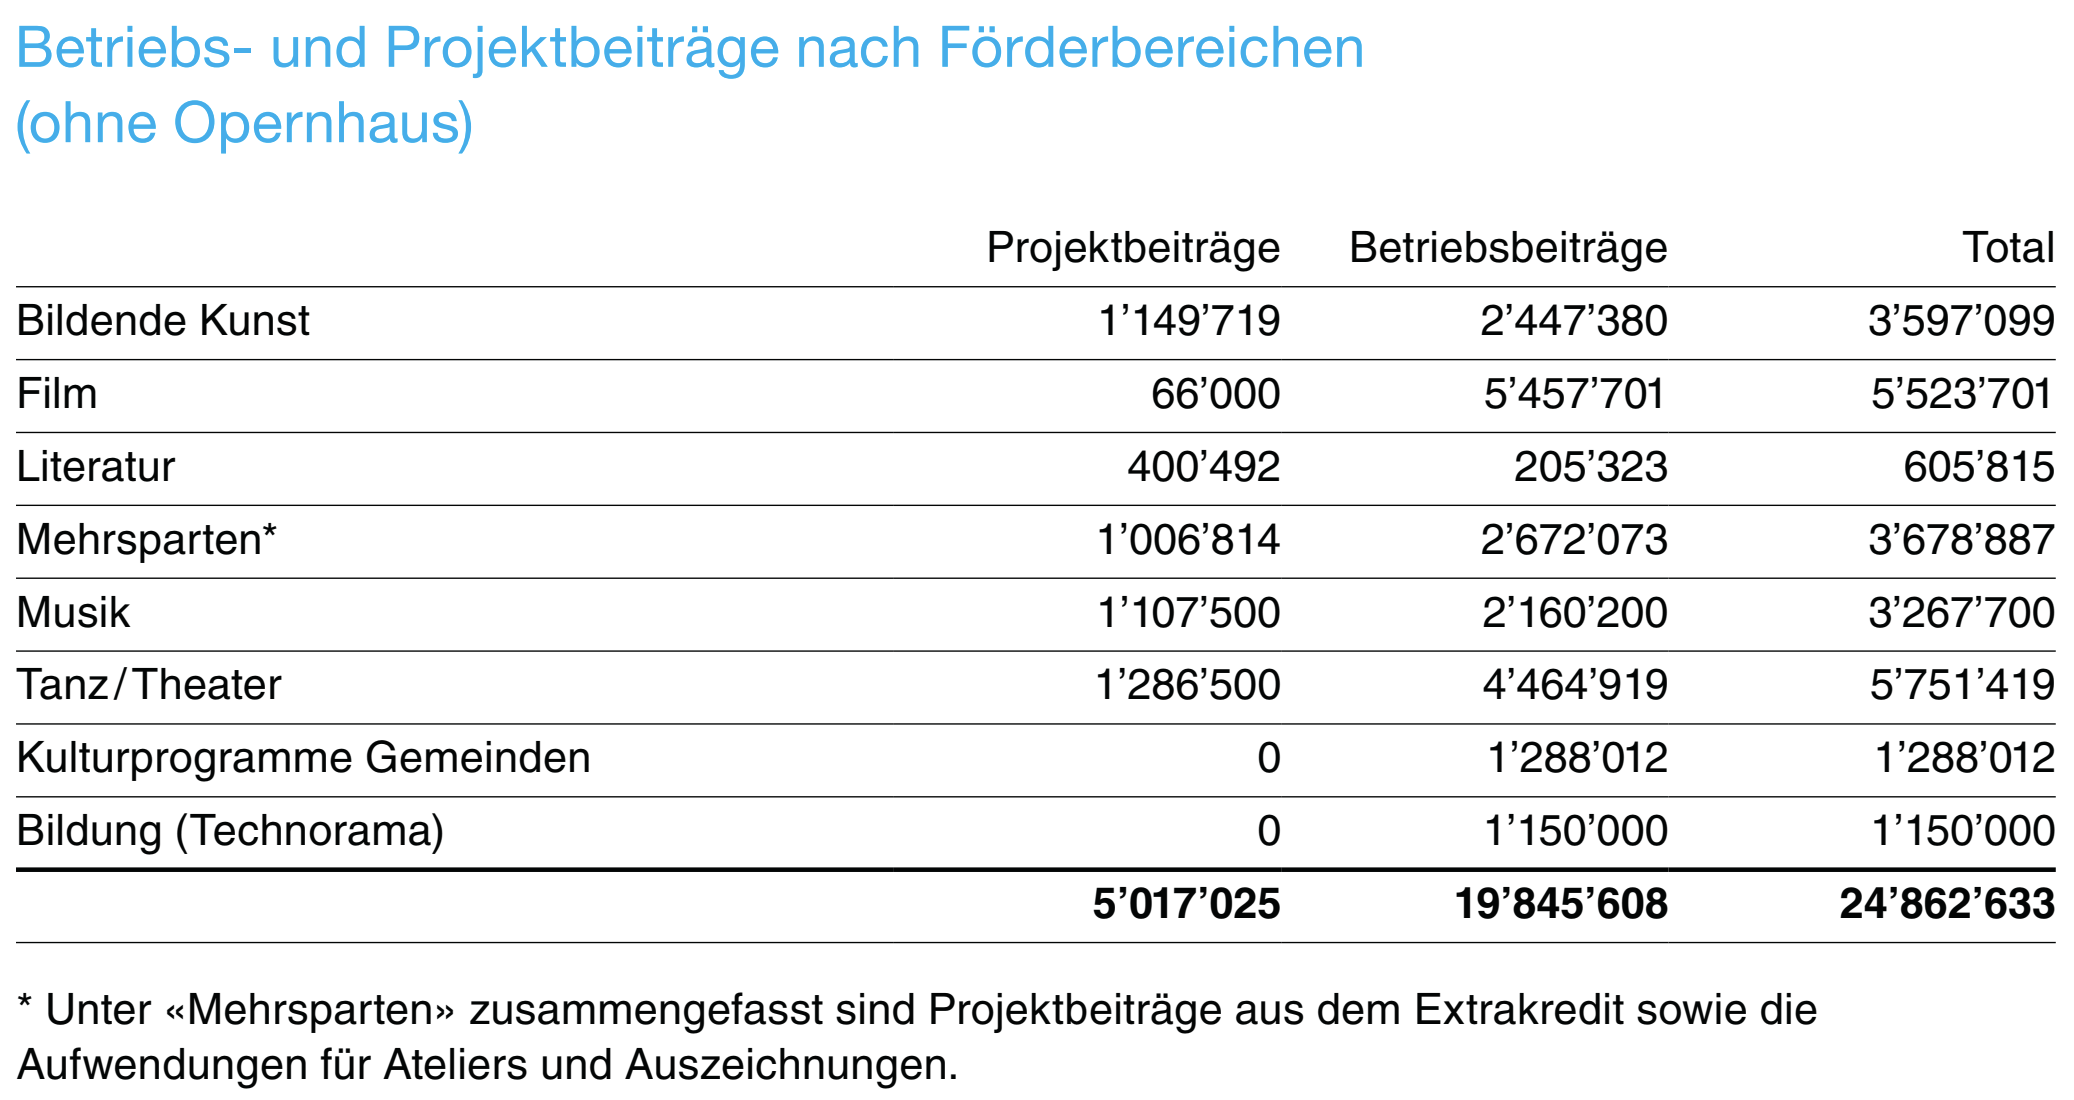 Betriebs- und Projektbeiträge nach Förderbereichen
(ohne Opernhaus)
Projektbeiträge Betriebsbeiträge Total
Bildende Kunst 1’149’719 2’447’380 3’597’099
Film 66’000 5’457’701 5’523’701
Literatur 400’492 205’323 605’815
Mehrsparten* 1’006’814 2’672’073 3’678’887
Musik 1’107’500 2’160’200 3’267’700
Tanz/Theater 1’286’500 4’464’919 5’751’419
Kulturprogramme Gemeinden 0 1’288’012 1’288’012
Bildung (Technorama) 0 1’150’000 1’150’000
5’017’025 19’845’608 24’862’633
* Unter «Mehrsparten» zusammengefasst sind Projektbeiträge aus dem Extrakredit sowie die
Aufwendungen für Ateliers und Auszeichnungen.